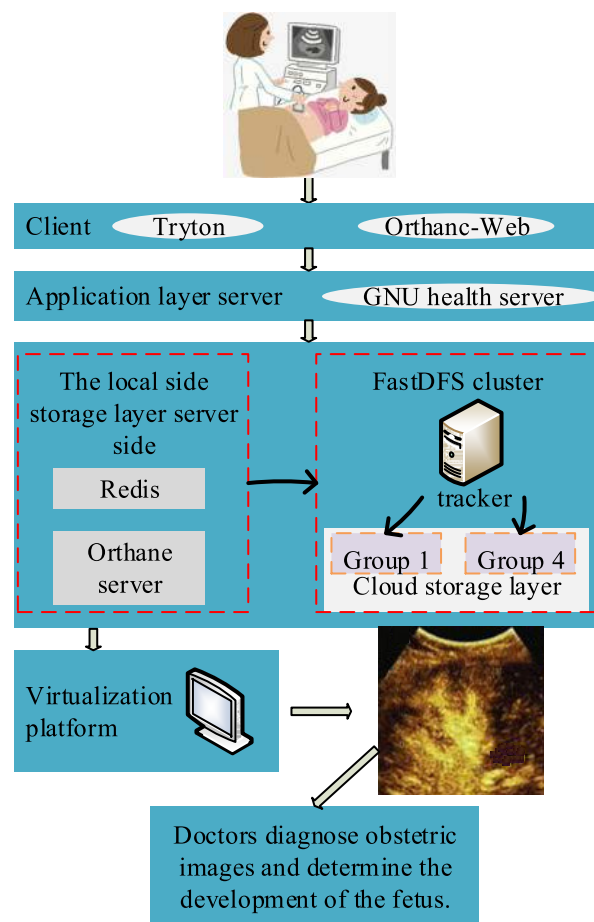 Client
Tryton
Orthanc-Web
Application layer server
GNU health server
The local side
storage layer server
side
Redis
Orthane
server
FastDFS cluster
tracker
Group 1
Group 4
Cloud storage layer
Virtualization
platform
Doctors diagnose obstetric
images and determine the
development of the fetus.